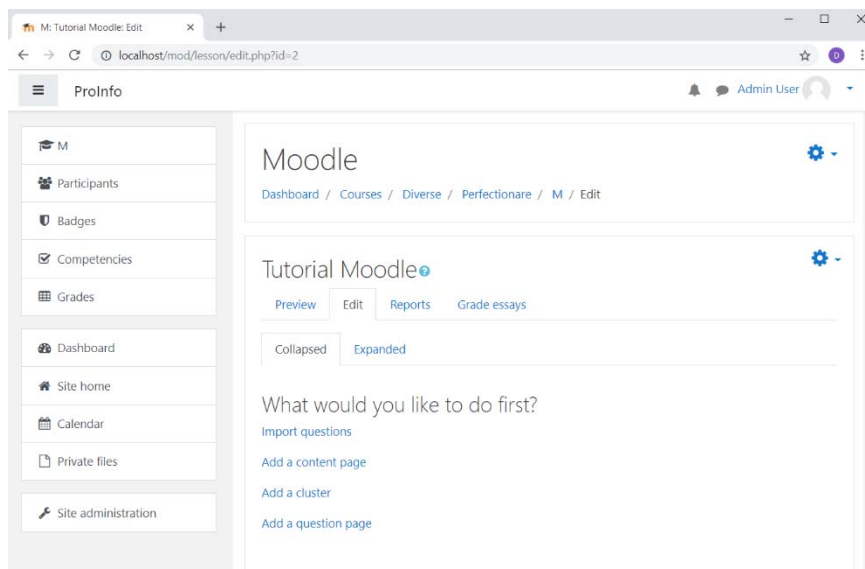 M: Tutorial Moodle: Edit
localhost/mod/lesson/edit.php?id=2
D
ProInfo
Admin User
M
Participants
Badges
Competencies
Grades
Dashboard
Site home
Calendar
Private files
Site administration
Moodle
Dashboard / Courses / Diverse / Perfectionare / M / Edit
Tutorial Moodle
Preview Edit Reports Grade essays
Collapsed Expanded
What would you like to do first?
Import questions
Add a content page
Add a cluster
Add a question page